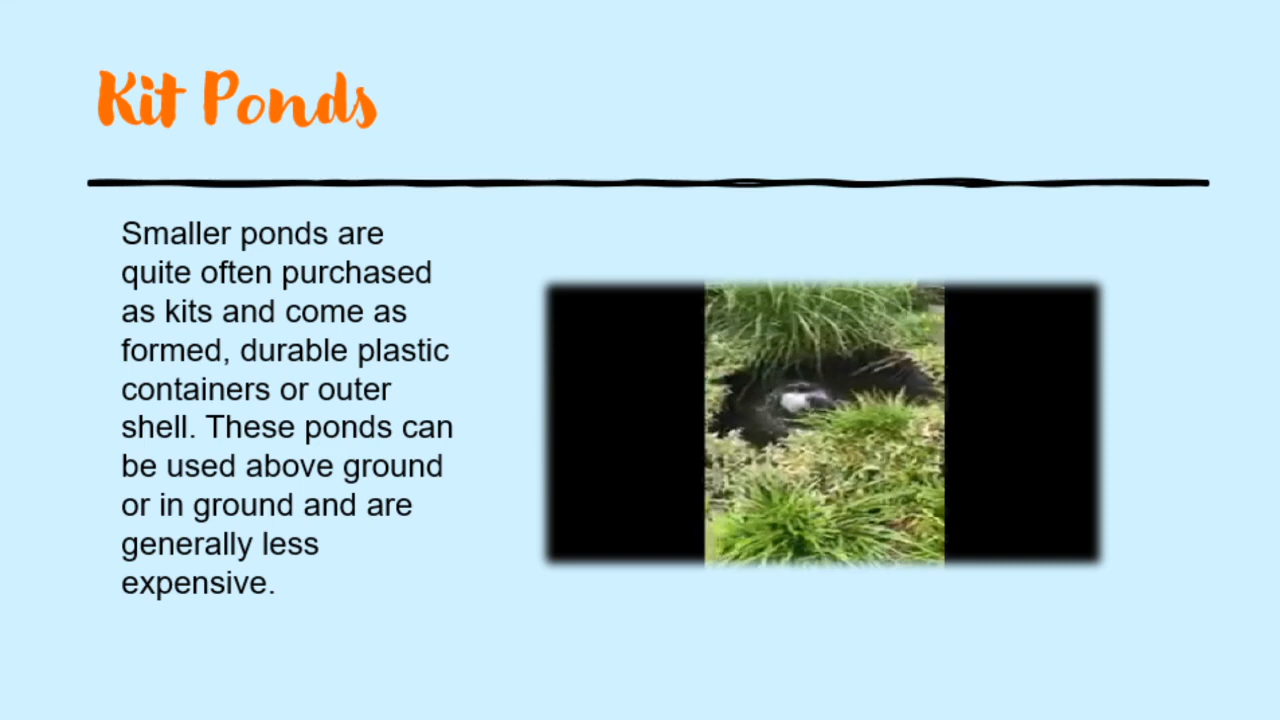 Kit Ponds
Smaller ponds are
quite often purchased
as kits and come as
formed, durable plastic
containers or outer
shell. These ponds can
be used above ground
or in ground and are
generally less
expensive.